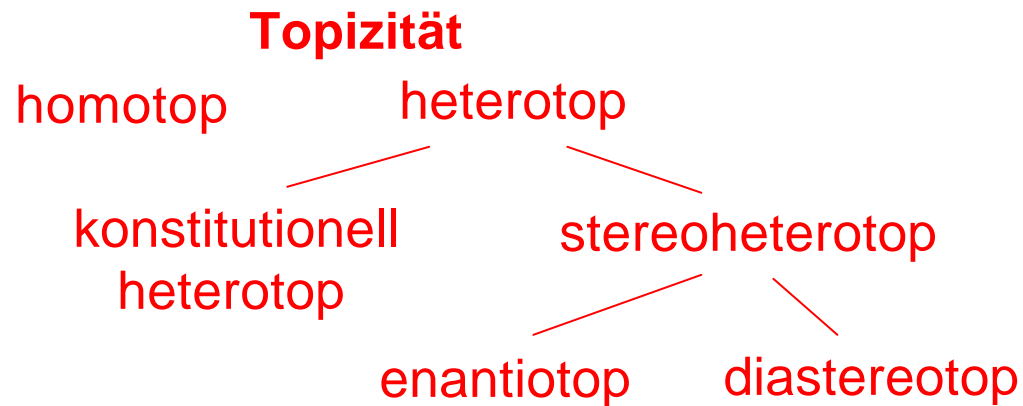 Topizität
homotop
heterotop
konstitutionell
heterotop
stereoheterotop
enantiotop
diastereotop